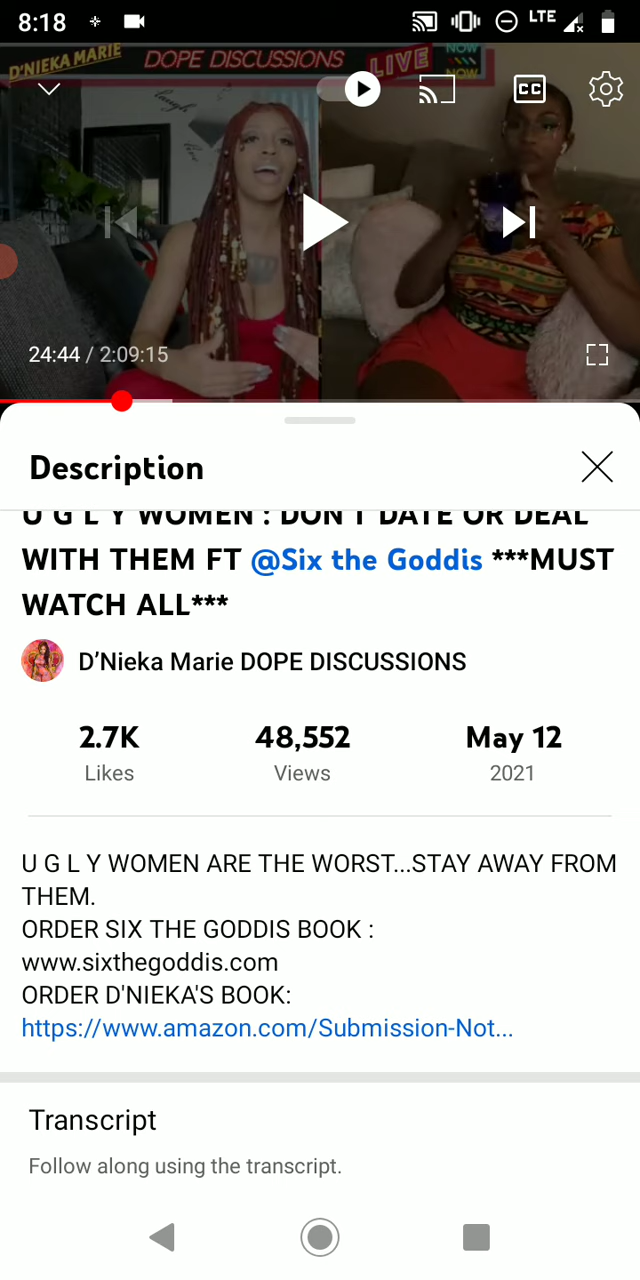 8:18
LTE
D'NIEKA MARIE
DOPE DISCUSSIONS
LIVE
NOW
NOW
laugh
CC
24:44 / 2:09:15
Description
U G L Y WOMEN : DON'T DATE OR DEAL
WITH THEM FT @Six the Goddis ***MUST
WATCH ALL***
D'Nieka Marie DOPE DISCUSSIONS
2.7K
48,552
May 12
Likes
Views
2021
U G L Y WOMEN ARE THE WORST...STAY AWAY FROM
THEM.
ORDER SIX THE GODDIS BOOK :
www.sixthegoddis.com
ORDER D'NIEKA'S BOOK:
https://www.amazon.com/Submission-Not...
Transcript
Follow along using the transcript.